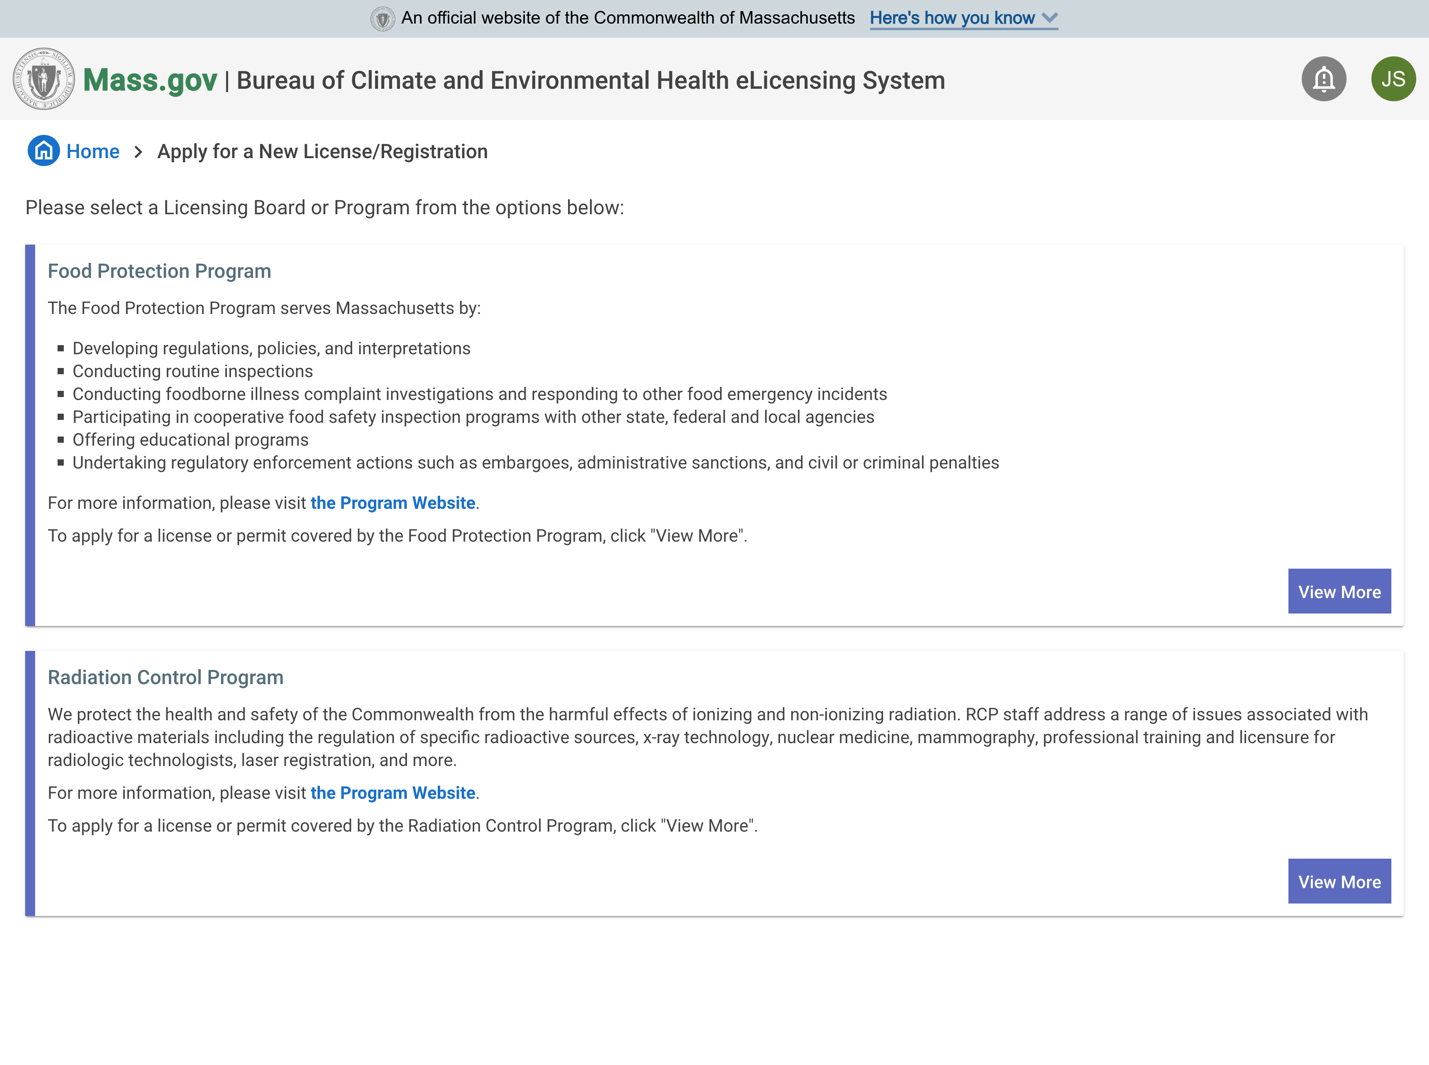 An official website of the Commonwealth of Massachusetts Here's how you know
Mass.gov | Bureau of Climate and Environmental Health eLicensing System
JS
Home > Apply for a New License/Registration
Please select a Licensing Board or Program from the options below:
Food Protection Program
The Food Protection Program serves Massachusetts by:
▪ Developing regulations, policies, and interpretations
▪ Conducting routine inspections
▪ Conducting foodborne illness complaint investigations and responding to other food emergency incidents
▪ Participating in cooperative food safety inspection programs with other state, federal and local agencies
▪ Offering educational programs
▪ Undertaking regulatory enforcement actions such as embargoes, administrative sanctions, and civil or criminal penalties
For more information, please visit the Program Website.
To apply for a license or permit covered by the Food Protection Program, click "View More".
View More
Radiation Control Program
We protect the health and safety of the Commonwealth from the harmful effects of ionizing and non-ionizing radiation. RCP staff address a range of issues associated with
radioactive materials including the regulation of specific radioactive sources, x-ray technology, nuclear medicine, mammography, professional training and licensure for
radiologic technologists, laser registration, and more.
For more information, please visit the Program Website.
To apply for a license or permit covered by the Radiation Control Program, click "View More".
View More